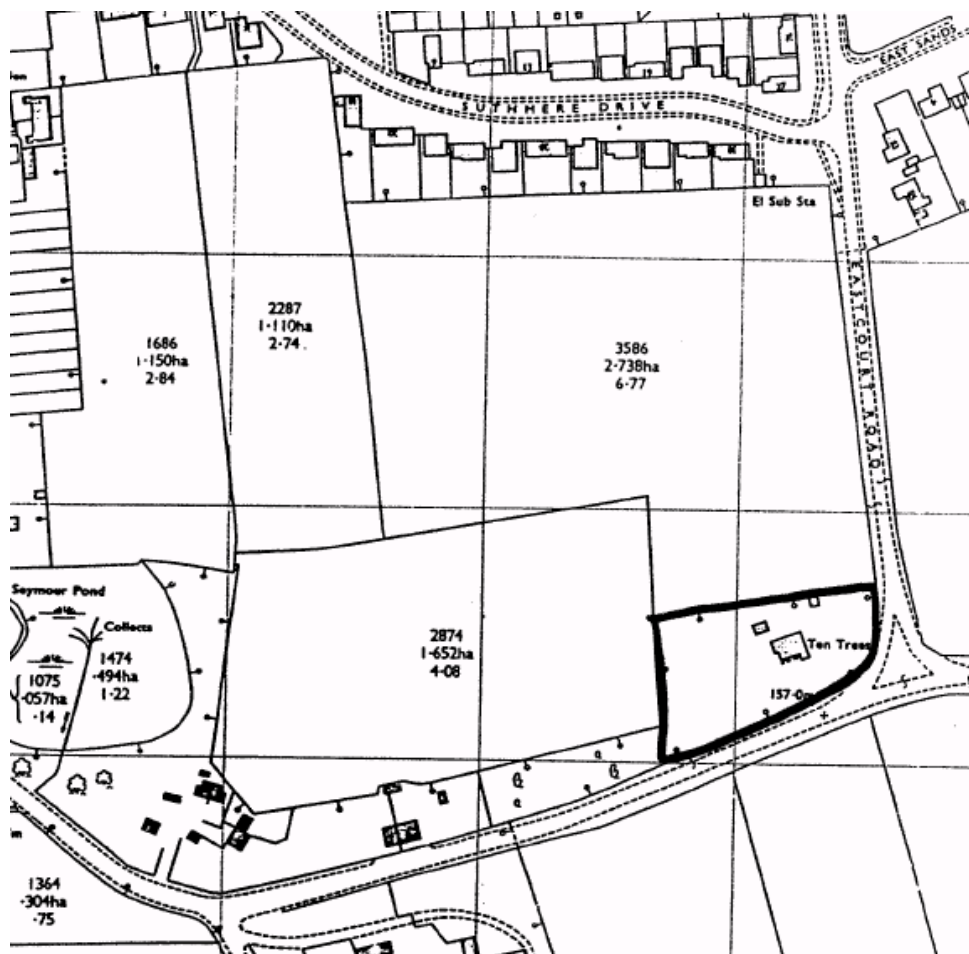 EAST SANDS
SUTHMERE DRIVE
El Sub Sta
EASTCOURT ROAD
2287
1·110ha
2·74
1686
1·150ha
2·84
3586
2·738ha
6·77
Seymour Pond
Collects
1474
·494ha
1·22
1075
·057ha
·14
2874
1·652ha
4·08
Ten Trees
157·0m
1364
·304ha
·75